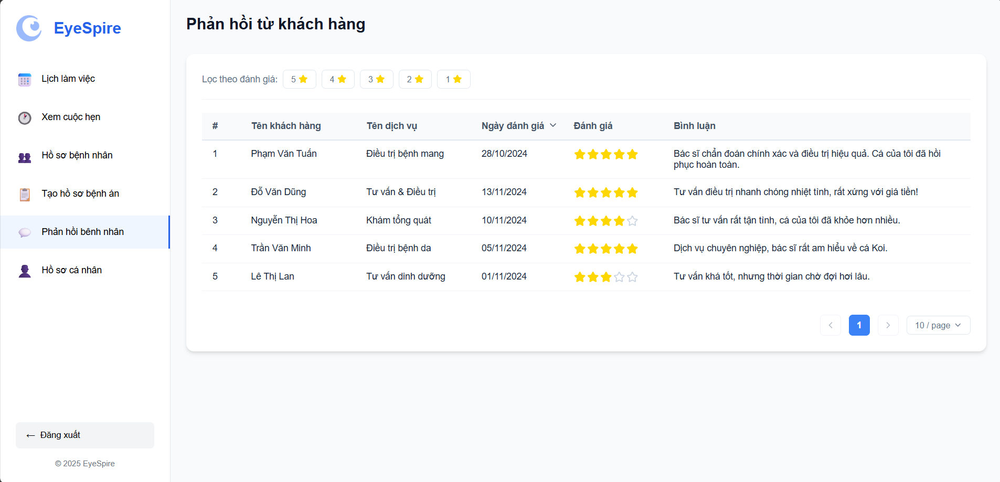 EyeSpire
Lịch làm việc
Xem cuộc hẹn
Hồ sơ bệnh nhân
Tạo hồ sơ bệnh án
Phản hồi bênh nhân
Hồ sơ cá nhân
← Đăng xuất
© 2025 EyeSpire
Phản hồi từ khách hàng
Lọc theo đánh giá: 5 4 3 2 1
# Tên khách hàng Tên dịch vụ Ngày đánh giá Đánh giá Bình luận
1 Phạm Văn Tuấn Điều trị bệnh mang 28/10/2024 Bác sĩ chẩn đoán chính xác và điều trị hiệu quả. Cá của tôi đã hồi
phục hoàn toàn.
2 Đỗ Văn Dũng Tư vấn & Điều trị 13/11/2024 Tư vấn điều trị nhanh chóng nhiệt tình, rất xứng với giá tiền!
3 Nguyễn Thị Hoa Khám tổng quát 10/11/2024 Bác sĩ tư vấn rất tận tình, cá của tôi đã khỏe hơn nhiều.
4 Trần Văn Minh Điều trị bệnh da 05/11/2024 Dịch vụ chuyên nghiệp, bác sĩ rất am hiểu về cá Koi.
5 Lê Thị Lan Tư vấn dinh dưỡng 01/11/2024 Tư vấn khá tốt, nhưng thời gian chờ đợi hơi lâu.
1 10 / page